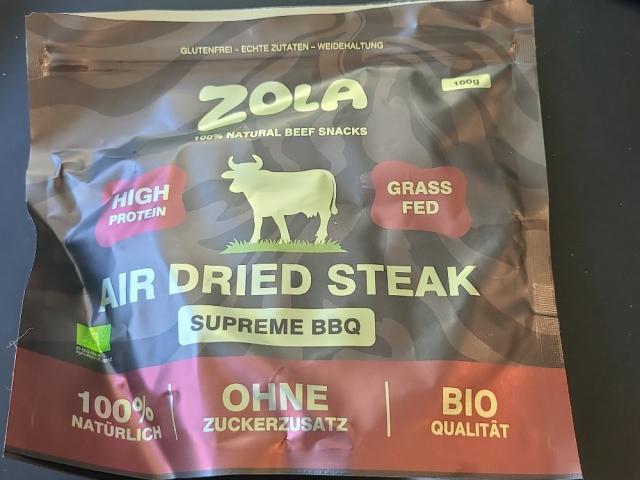 GLUTENFREI – ECHTE ZUTATEN – WEIDEHALTUNG
100g
ZOLA
100% NATURAL BEEF SNACKS
HIGH
PROTEIN
GRASS
FED
AIR DRIED STEAK
SUPREME BBQ
100%
NATÜRLICH
OHNE
ZUCKERZUSATZ
BIO
QUALITÄT